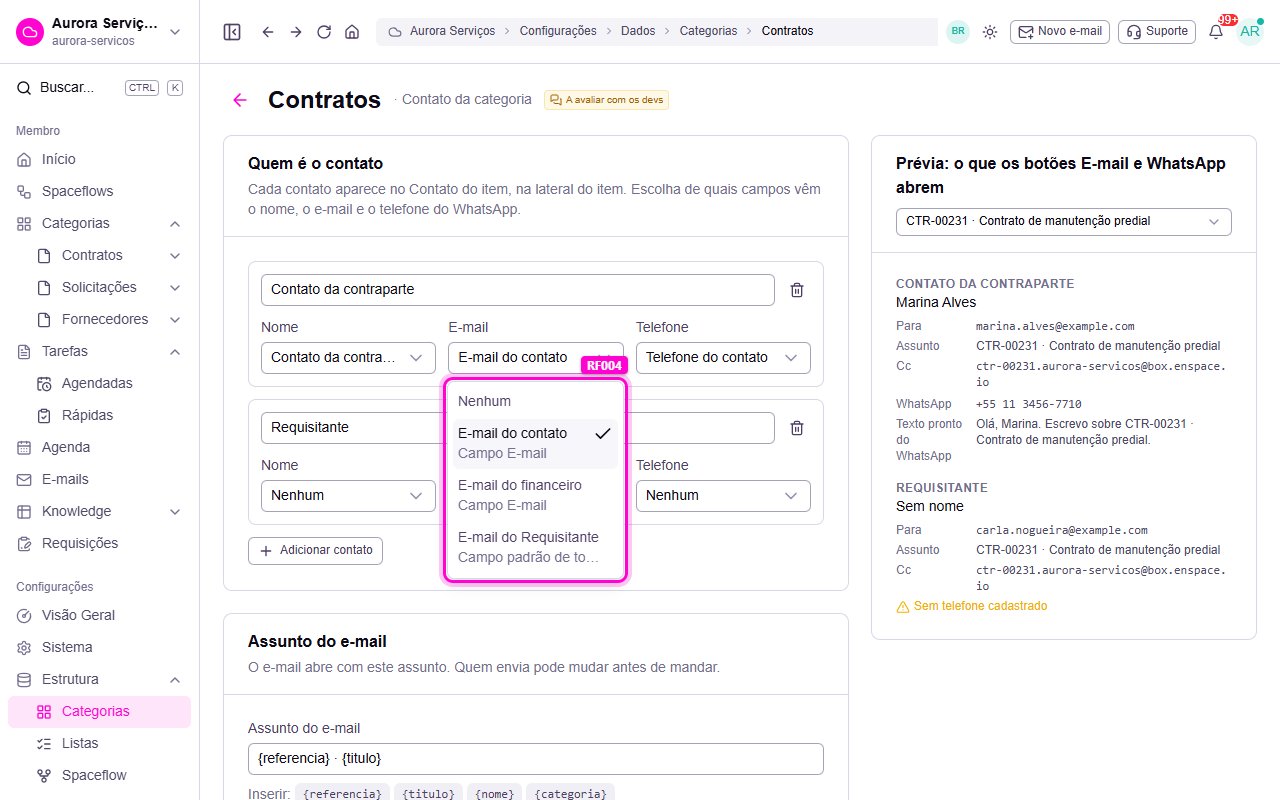 Aurora Serviç...
aurora-servicos
Aurora Serviços > Configurações > Dados > Categorias > Contratos
BR
Novo e-mail
Suporte
99+
AR
Buscar...
CTRL
K
Membro
Início
Spaceflows
Categorias
Contratos
Solicitações
Fornecedores
Tarefas
Agendadas
Rápidas
Agenda
E-mails
Knowledge
Requisições
Configurações
Visão Geral
Sistema
Estrutura
Categorias
Listas
Spaceflow
Contratos
· Contato da categoria
A avaliar com os devs
Quem é o contato
Cada contato aparece no Contato do item, na lateral do item. Escolha de quais campos vêm
o nome, o e-mail e o telefone do WhatsApp.
Contato da contraparte
Nome
E-mail
Telefone
Contato da contra...
E-mail do contato
Telefone do contato
RF004
Nenhum
E-mail do contato
Campo E-mail
E-mail do financeiro
Campo E-mail
E-mail do Requisitante
Campo padrão de to...
Requisitante
Nome
Telefone
Nenhum
Nenhum
Adicionar contato
Assunto do e-mail
O e-mail abre com este assunto. Quem envia pode mudar antes de mandar.
Assunto do e-mail
{referencia} · {titulo}
Inserir: {referencia} {titulo} {nome} {categoria}
Prévia: o que os botões E-mail e WhatsApp
abrem
CTR-00231 · Contrato de manutenção predial
CONTATO DA CONTRAPARTE
Marina Alves
Para marina.alves@example.com
Assunto CTR-00231 · Contrato de manutenção predial
Cc ctr-00231.aurora-servicos@box.enspace.
io
WhatsApp +55 11 3456-7710
Texto pronto Olá, Marina. Escrevo sobre CTR-00231 ·
do Contrato de manutenção predial.
WhatsApp
REQUISITANTE
Sem nome
Para carla.nogueira@example.com
Assunto CTR-00231 · Contrato de manutenção predial
Cc ctr-00231.aurora-servicos@box.enspace.
io
Sem telefone cadastrado